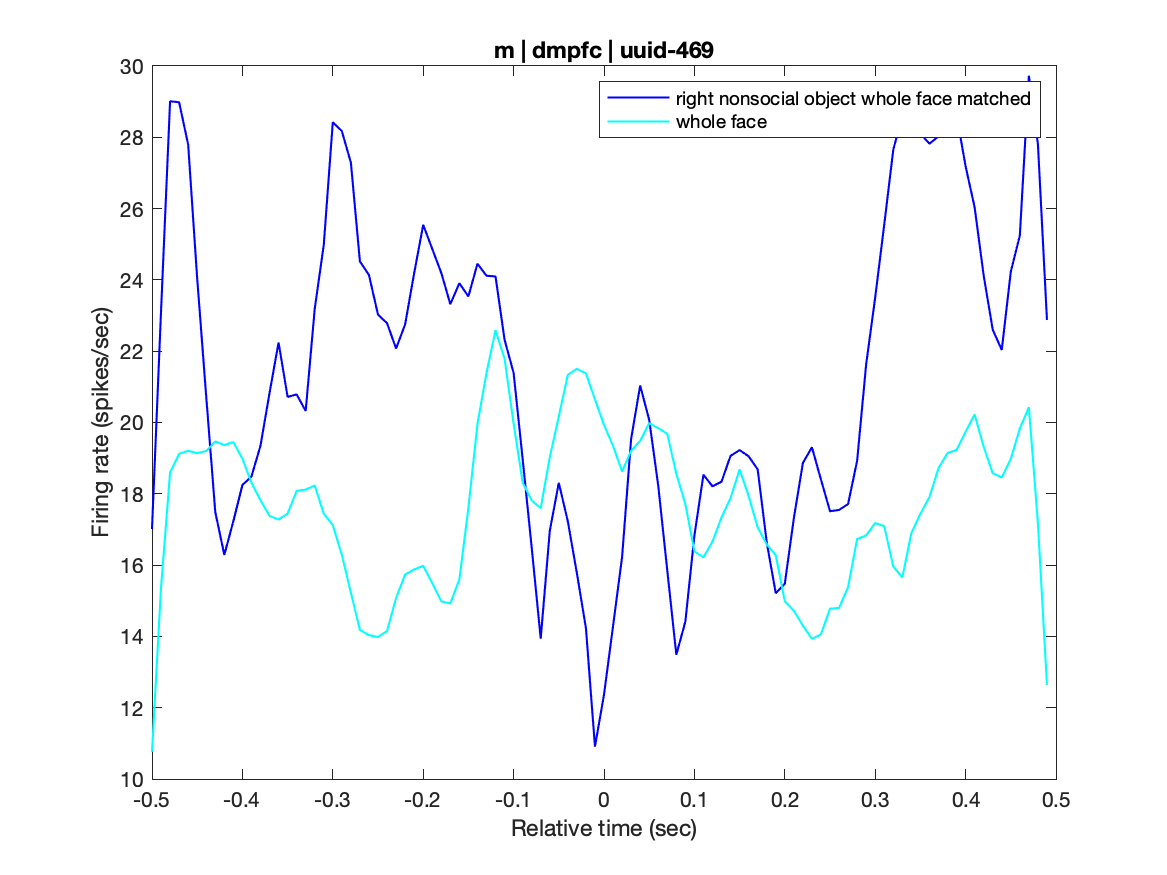 m | dmpfc | uuid-469
right nonsocial object whole face matched
whole face
Firing rate (spikes/sec)
30
28
26
24
22
20
18
16
14
12
10
-0.5 -0.4 -0.3 -0.2 -0.1 0 0.1 0.2 0.3 0.4 0.5
Relative time (sec)